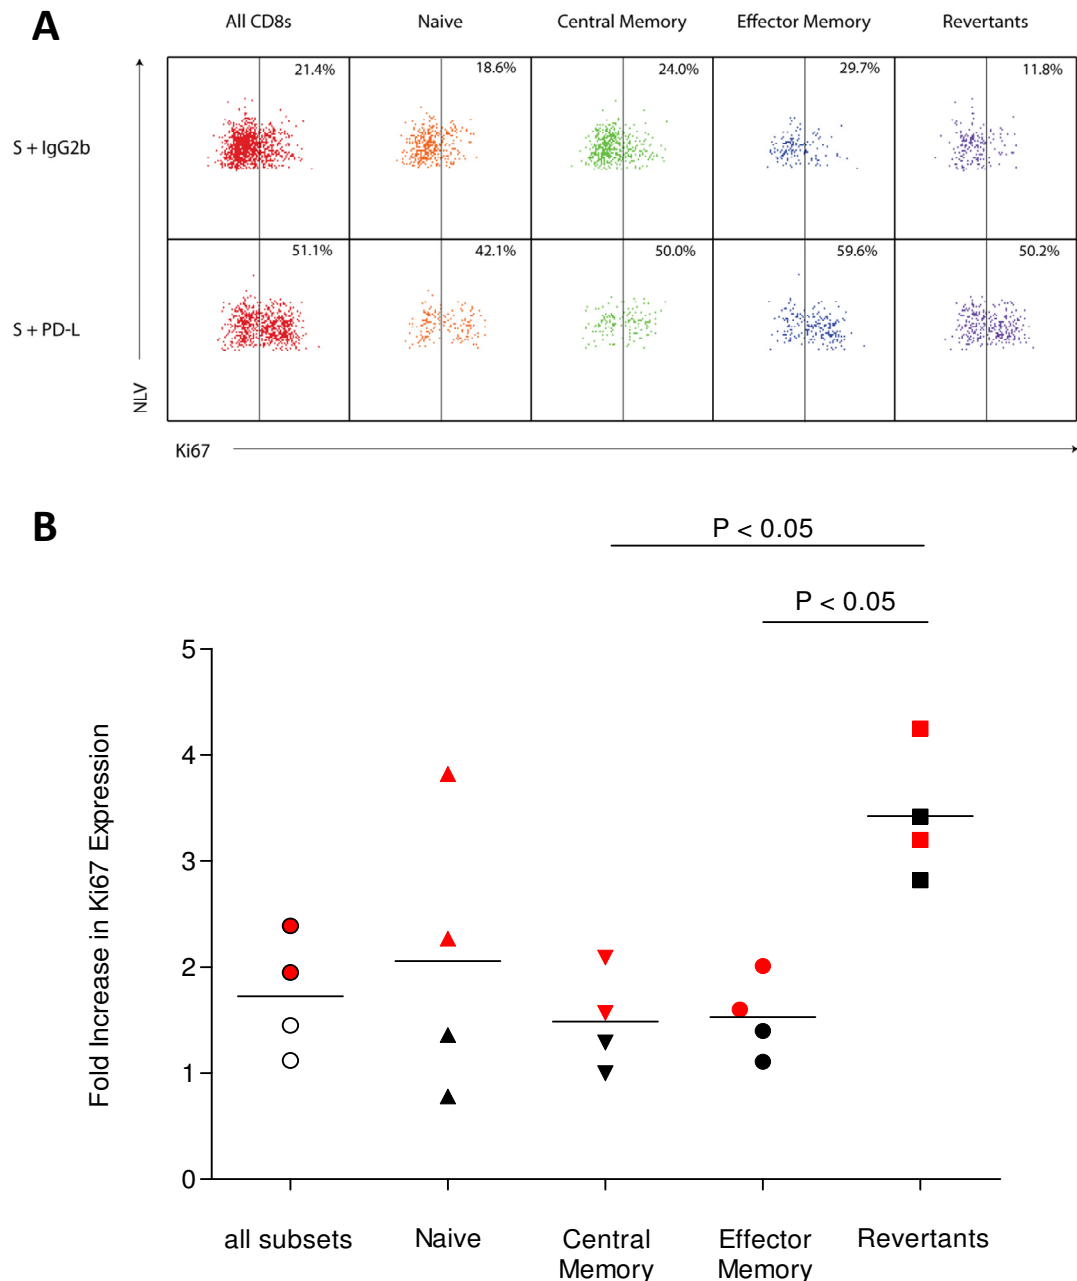 A
All CD8s Naive Central Memory Effector Memory Revertants
S + IgG2b
21.4% 18.6% 24.0% 29.7% 11.8%
S + PD-L
51.1% 42.1% 50.0% 59.6% 50.2%
NLV
Ki67
B
P < 0.05
P < 0.05
Fold Increase in Ki67 Expression
5
4
3
2
1
0
all subsets Naive Central Effector Revertants
Memory Memory